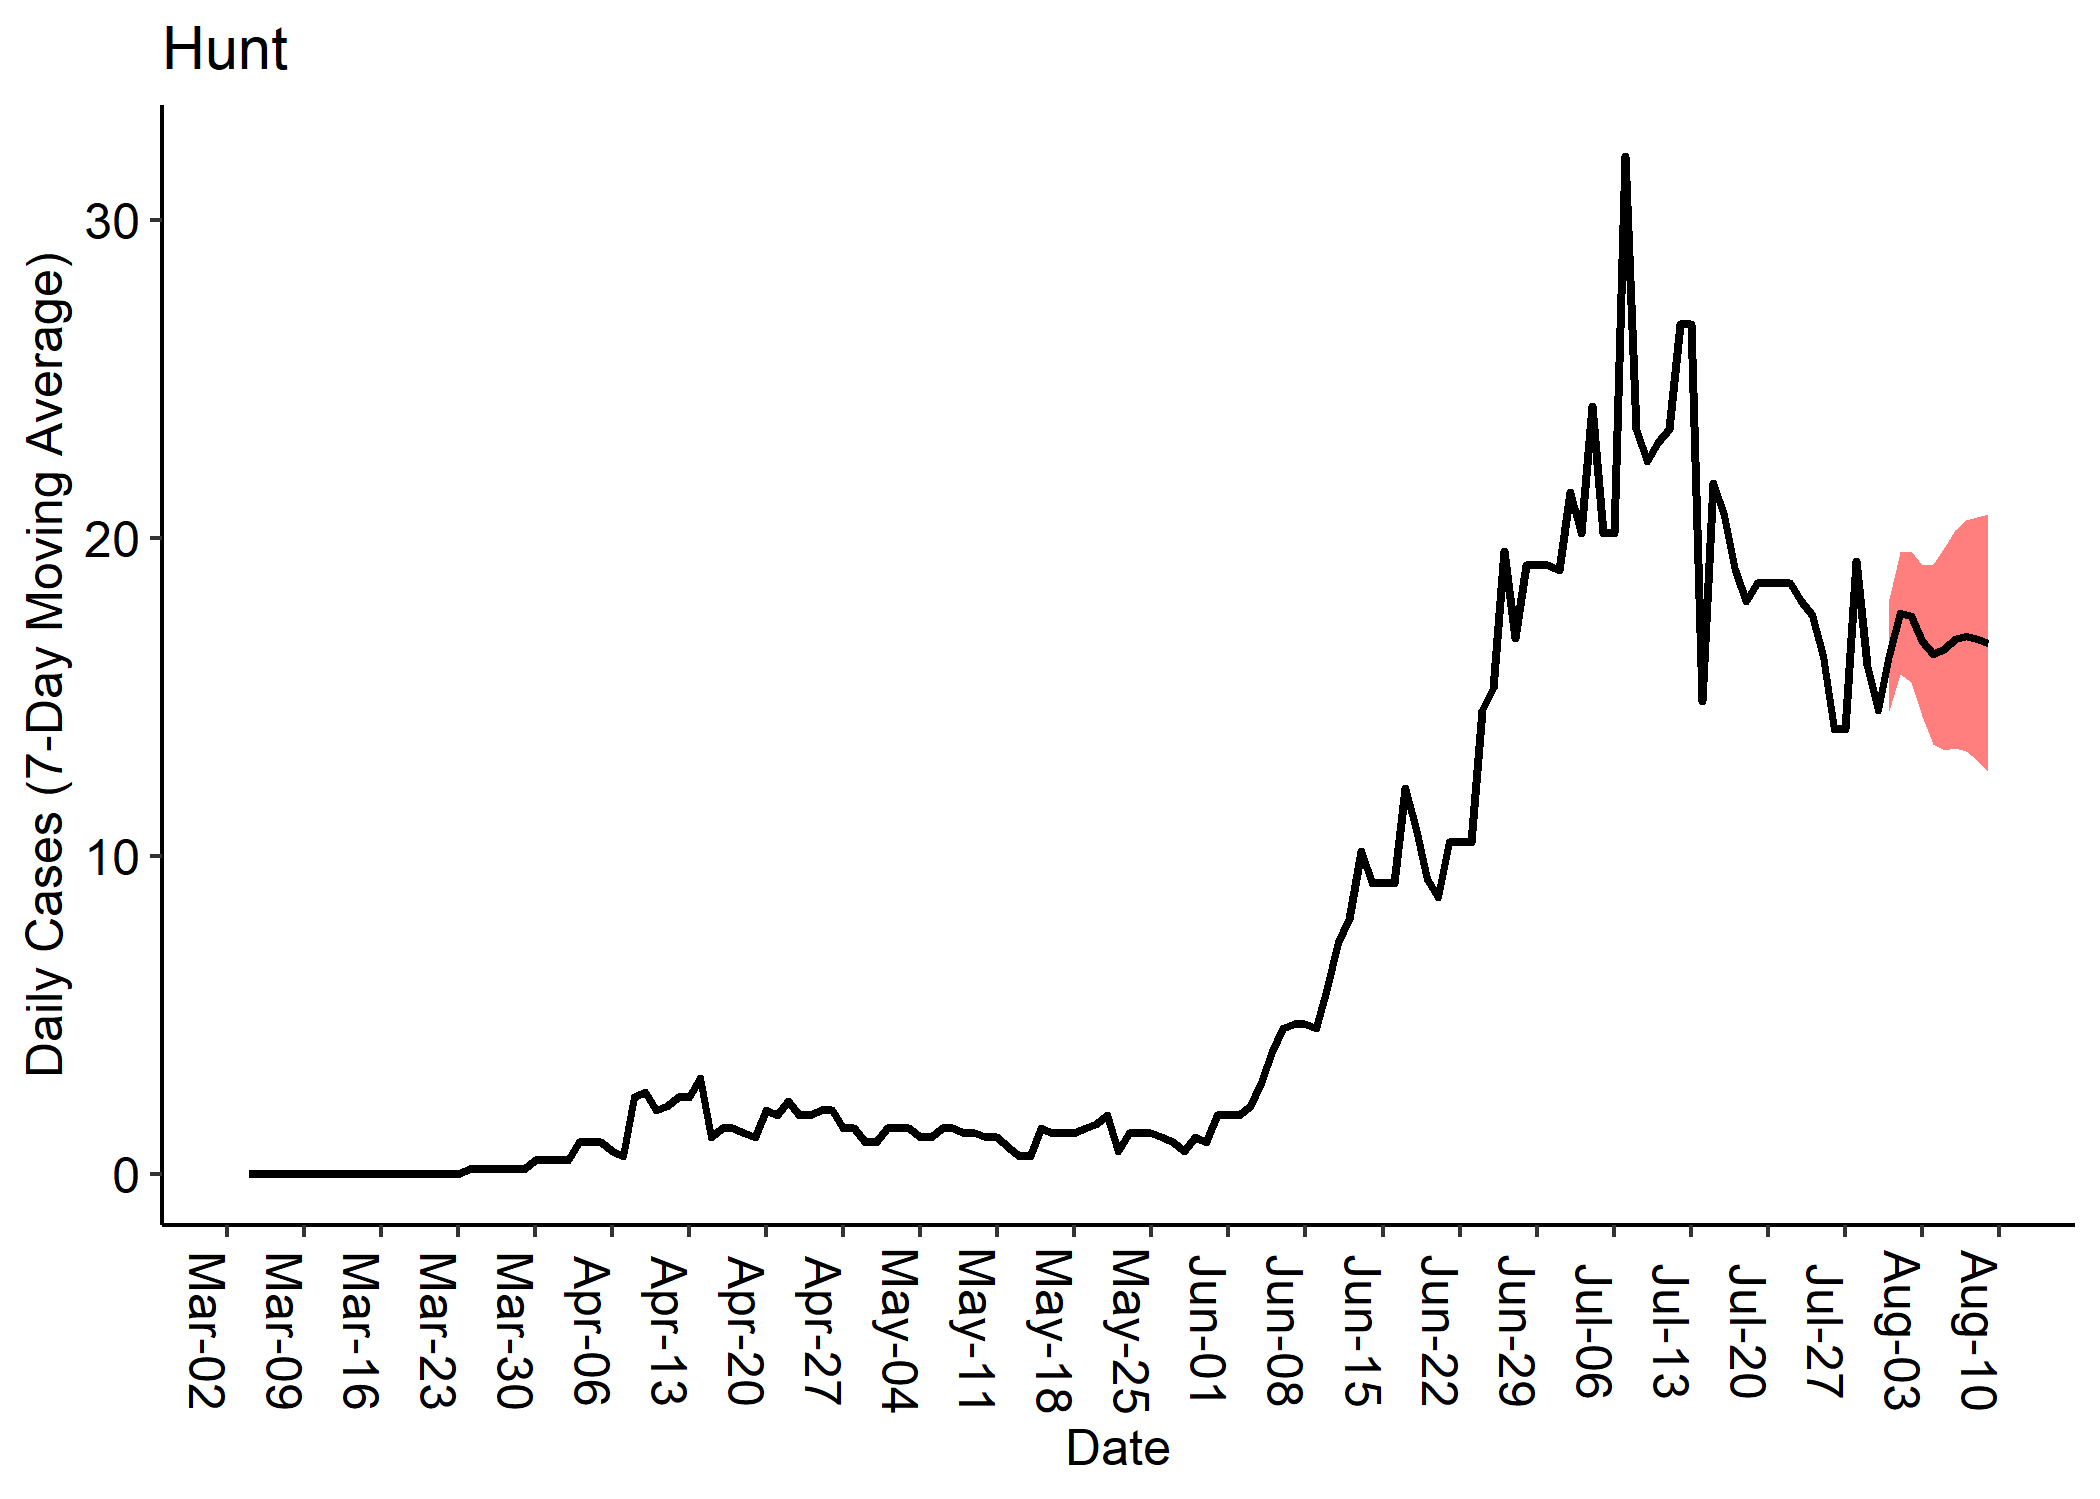 Hunt
Daily Cases (7-Day Moving Average)
30
20
10
0
Mar-02
Mar-09
Mar-16
Mar-23
Mar-30
Apr-06
Apr-13
Apr-20
Apr-27
May-04
May-11
May-18
May-25
Jun-01
Jun-08
Jun-15
Jun-22
Jun-29
Jul-06
Jul-13
Jul-20
Jul-27
Aug-03
Aug-10
Date